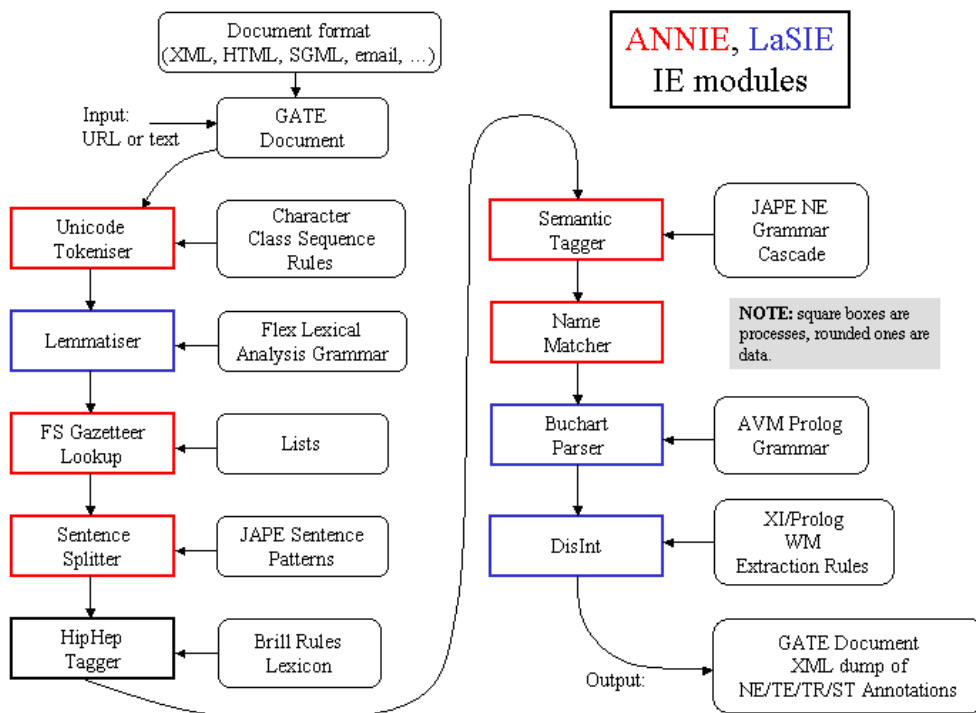 Document format
(XML, HTML, SGML, email, ...)
ANNIE, LaSIE
IE modules
Input:
URL or text
GATE
Document
Unicode
Tokeniser
Character
Class Sequence
Rules
Lemmatiser
Flex Lexical
Analysis Grammar
FS Gazetteer
Lookup
Lists
Sentence
Splitter
JAPE Sentence
Patterns
HipHep
Tagger
Brill Rules
Lexicon
Semantic
Tagger
JAPE NE
Grammar
Cascade
Name
Matcher
NOTE: square boxes are
processes, rounded ones are
data.
Buchart
Parser
AVM Prolog
Grammar
DisInt
XI/Prolog
WM
Extraction Rules
Output:
GATE Document
XML dump of
NE/TE/TR/ST Annotations